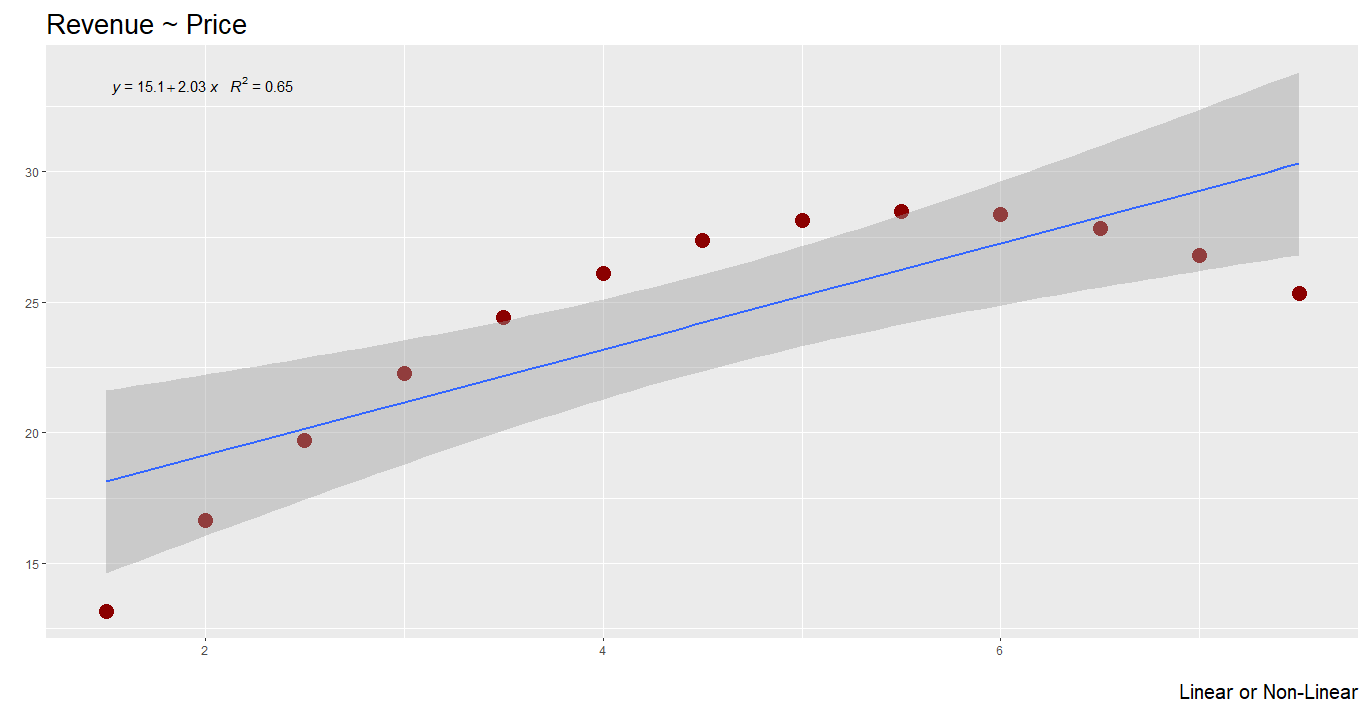 Revenue ~ Price
y = 15.1 + 2.03 x   R² = 0.65
30
25
20
15
2 4 6
Linear or Non-Linear